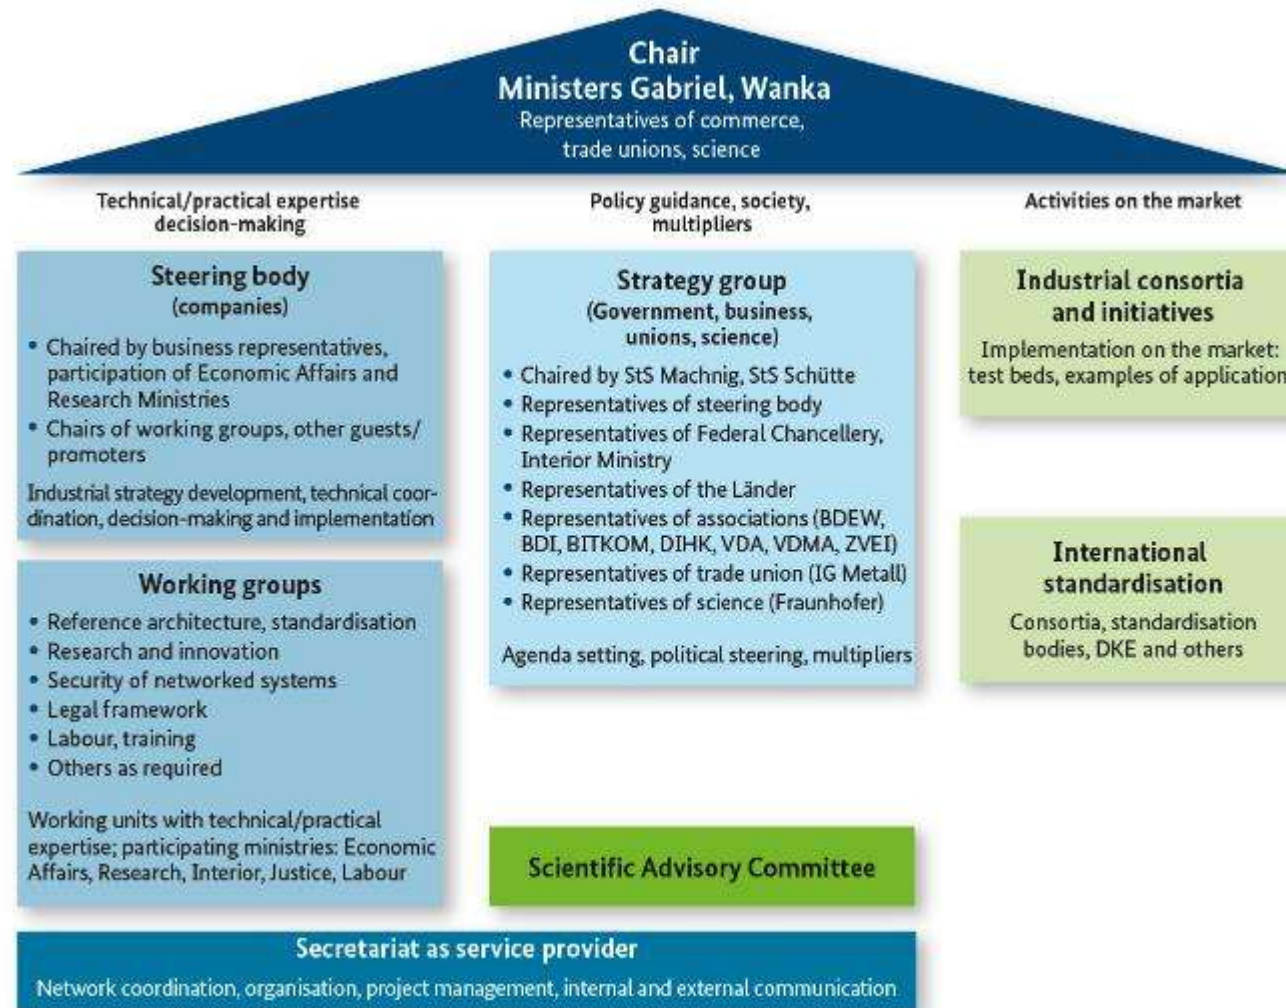 Chair
Ministers Gabriel, Wanka
Representatives of commerce,
trade unions, science
Technical/practical expertise
decision-making
Steering body
(companies)
• Chaired by business representatives,
participation of Economic Affairs and
Research Ministries
• Chairs of working groups, other guests/
promoters
Industrial strategy development, technical coor-
dination, decision-making and implementation
Working groups
• Reference architecture, standardisation
• Research and innovation
• Security of networked systems
• Legal framework
• Labour, training
• Others as required
Working units with technical/practical
expertise; participating ministries: Economic
Affairs, Research, Interior, Justice, Labour
Policy guidance, society,
multipliers
Strategy group
(Government, business,
unions, science)
• Chaired by StS Machnig, StS Schütte
• Representatives of steering body
• Representatives of Federal Chancellery,
Interior Ministry
• Representatives of the Länder
• Representatives of associations (BDEW,
BDI, BITKOM, DIHK, VDA, VDMA, ZVEI)
• Representatives of trade union (IG Metall)
• Representatives of science (Fraunhofer)
Agenda setting, political steering, multipliers
Scientific Advisory Committee
Activities on the market
Industrial consortia
and initiatives
Implementation on the market:
test beds, examples of application
International
standardisation
Consortia, standardisation
bodies, DKE and others
Secretariat as service provider
Network coordination, organisation, project management, internal and external communication